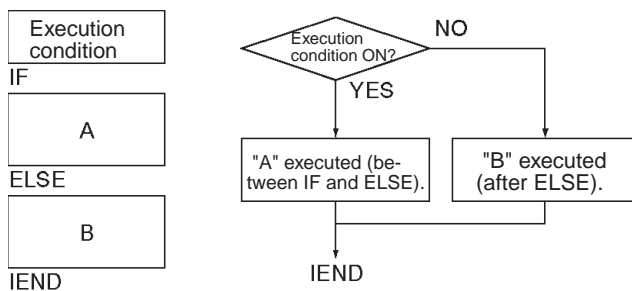 Execution
condition
IF
A
ELSE
B
IEND
Execution
condition ON?
NO
YES
"A" executed (be-
tween IF and ELSE).
"B" executed
(after ELSE).
IEND